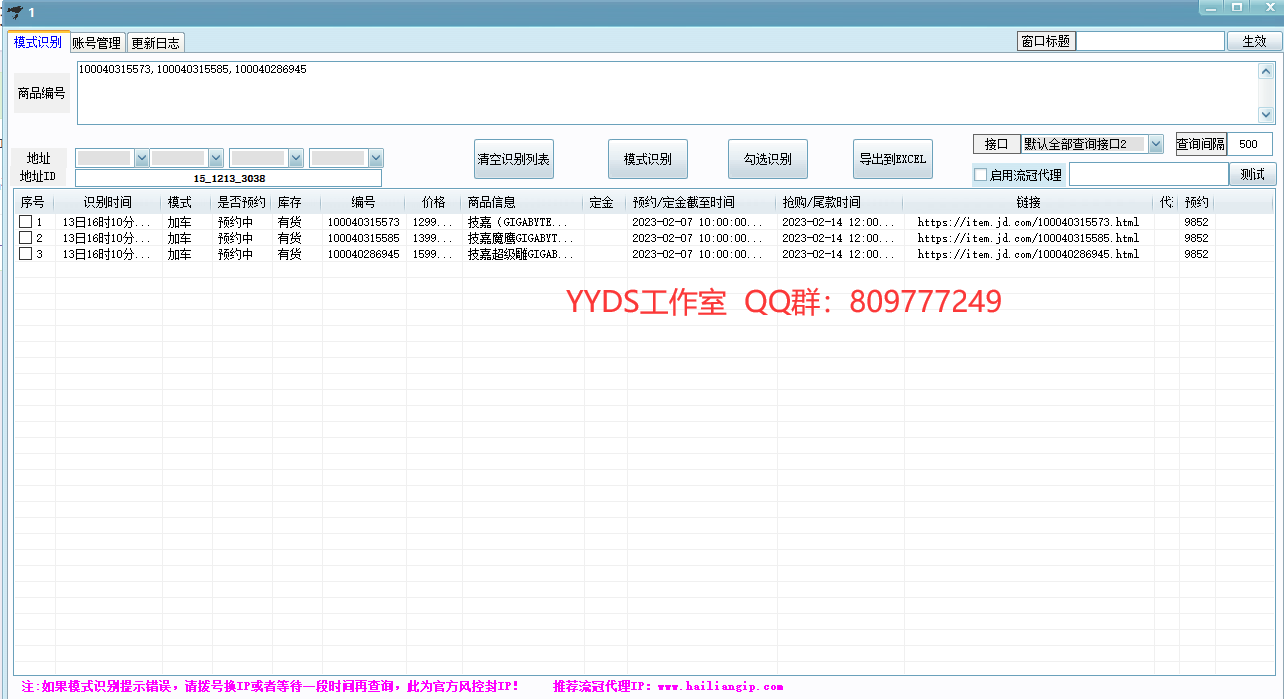 1
模式识别 账号管理 更新日志 窗口标题 生效
商品编号 100040315573,100040315585,100040286945
地址
地址ID 15_1213_3038
清空识别列表 模式识别 勾选识别 导出到EXCEL
接口 默认全部查询接口2 查询间隔 500
启用流冠代理 测试
序号 识别时间 模式 是否预约 库存 编号 价格 商品信息 定金 预约/定金截至时间 抢购/尾款时间 链接 代: 预约
1 13日16时10分... 加车 预约中 有货 100040315573 1299... 技嘉（GIGABYTE... 2023-02-07 10:00:00... 2023-02-14 12:00... https://item.jd.com/100040315573.html 9852
2 13日16时10分... 加车 预约中 有货 100040315585 1399... 技嘉魔鹰GIGABYT... 2023-02-07 10:00:00... 2023-02-14 12:00... https://item.jd.com/100040315585.html 9852
3 13日16时10分... 加车 预约中 有货 100040286945 1599... 技嘉超级雕GIGAB... 2023-02-07 10:00:00... 2023-02-14 12:00... https://item.jd.com/100040286945.html 9852
YYDS工作室 QQ群：809777249
注:如果模式识别提示错误，请拨号换IP或者等待一段时间再查询，此为官方风控封IP！ 推荐流冠代理IP：www.hailiangip.com